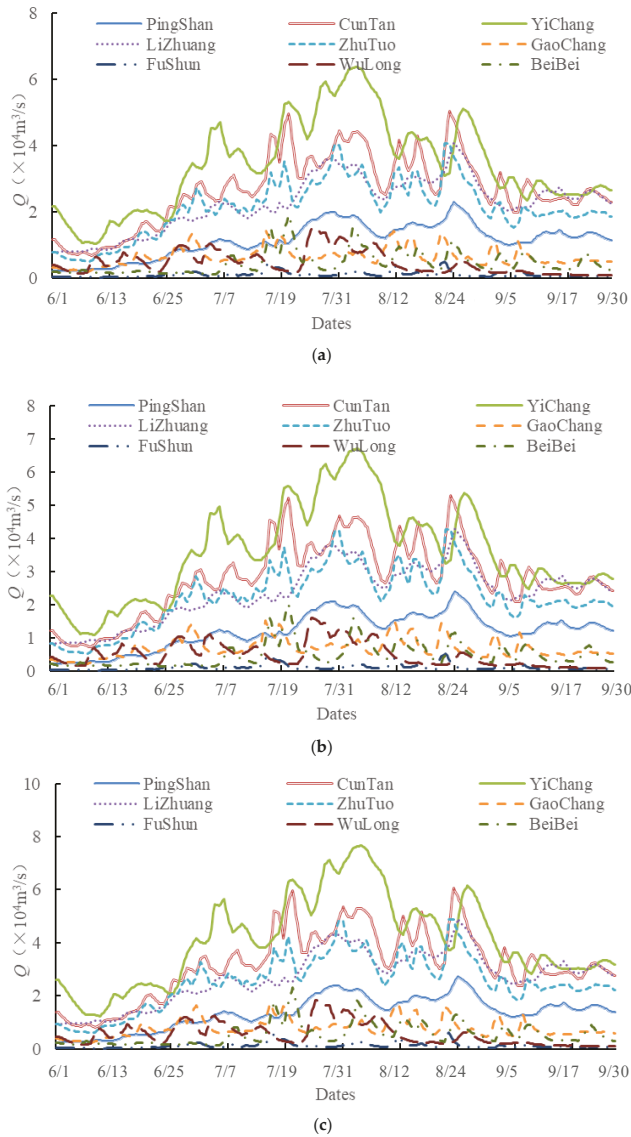 8
PingShan CunTan YiChang
LiZhuang ZhuTuo GaoChang
FuShun WuLong BeiBei
6
4
2
0
Q（×10⁴m³/s）
6/1 6/13 6/25 7/7 7/19 7/31 8/12 8/24 9/5 9/17 9/30
Dates
(a)
8
PingShan CunTan YiChang
LiZhuang ZhuTuo GaoChang
FuShun WuLong BeiBei
7
6
5
4
3
2
1
0
Q（×10⁴m³/s）
6/1 6/13 6/25 7/7 7/19 7/31 8/12 8/24 9/5 9/17 9/30
Dates
(b)
10
PingShan CunTan YiChang
LiZhuang ZhuTuo GaoChang
FuShun WuLong BeiBei
8
6
4
2
0
Q（×10⁴m³/s）
6/1 6/13 6/25 7/7 7/19 7/31 8/12 8/24 9/5 9/17 9/30
Dates
(c)